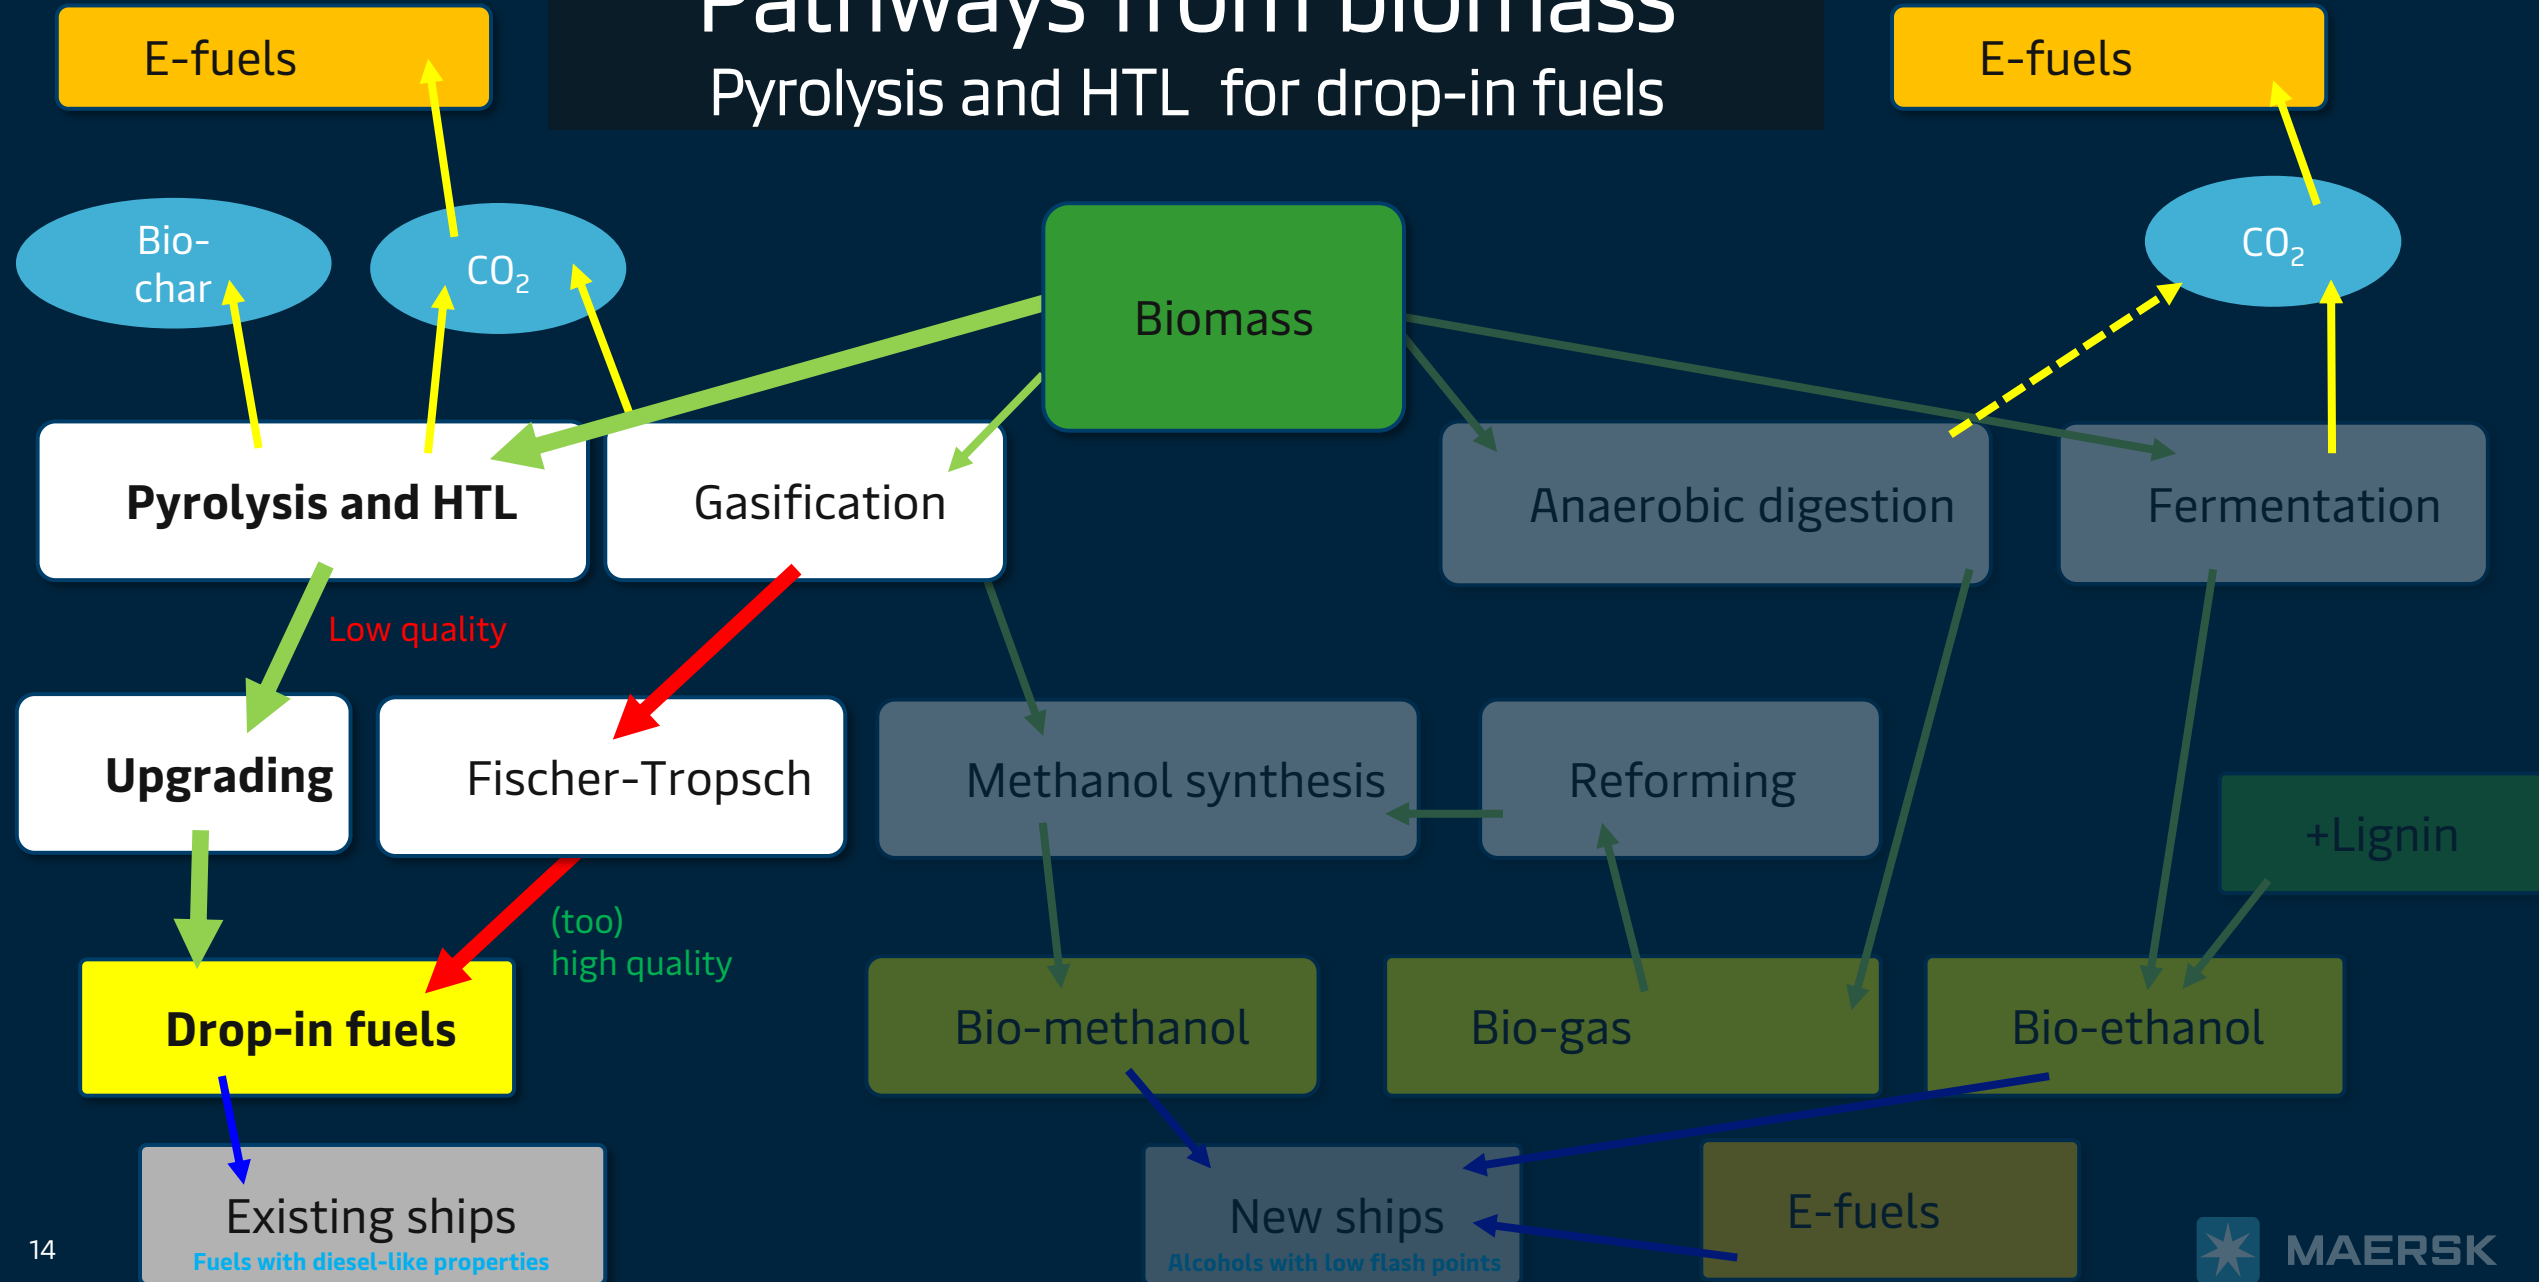 Pathways from biomass
Pyrolysis and HTL for drop-in fuels
E-fuels
E-fuels
Bio-
char
CO₂
Biomass
CO₂
Pyrolysis and HTL
Gasification
Anaerobic digestion
Fermentation
Low quality
Upgrading
Fischer-Tropsch
Methanol synthesis
Reforming
+Lignin
(too)
high quality
Drop-in fuels
Bio-methanol
Bio-gas
Bio-ethanol
Existing ships
Fuels with diesel-like properties
New ships
Alcohols with low flash points
E-fuels
14
MAERSK